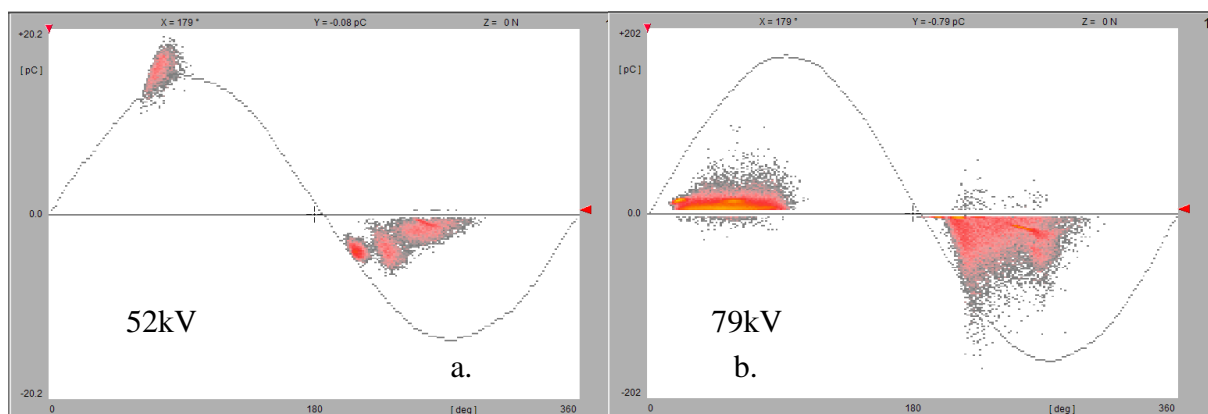 X = 179 ° Y = -0.08 pC Z = 0 N
+20.2
[ pC]
0.0
-20.2
0 180 [ deg ] 360
52kV
a.
X = 179 ° Y = -0.79 pC Z = 0 N
+202
[ pC]
0.0
-202
0 180 [ deg ] 360
79kV
b.